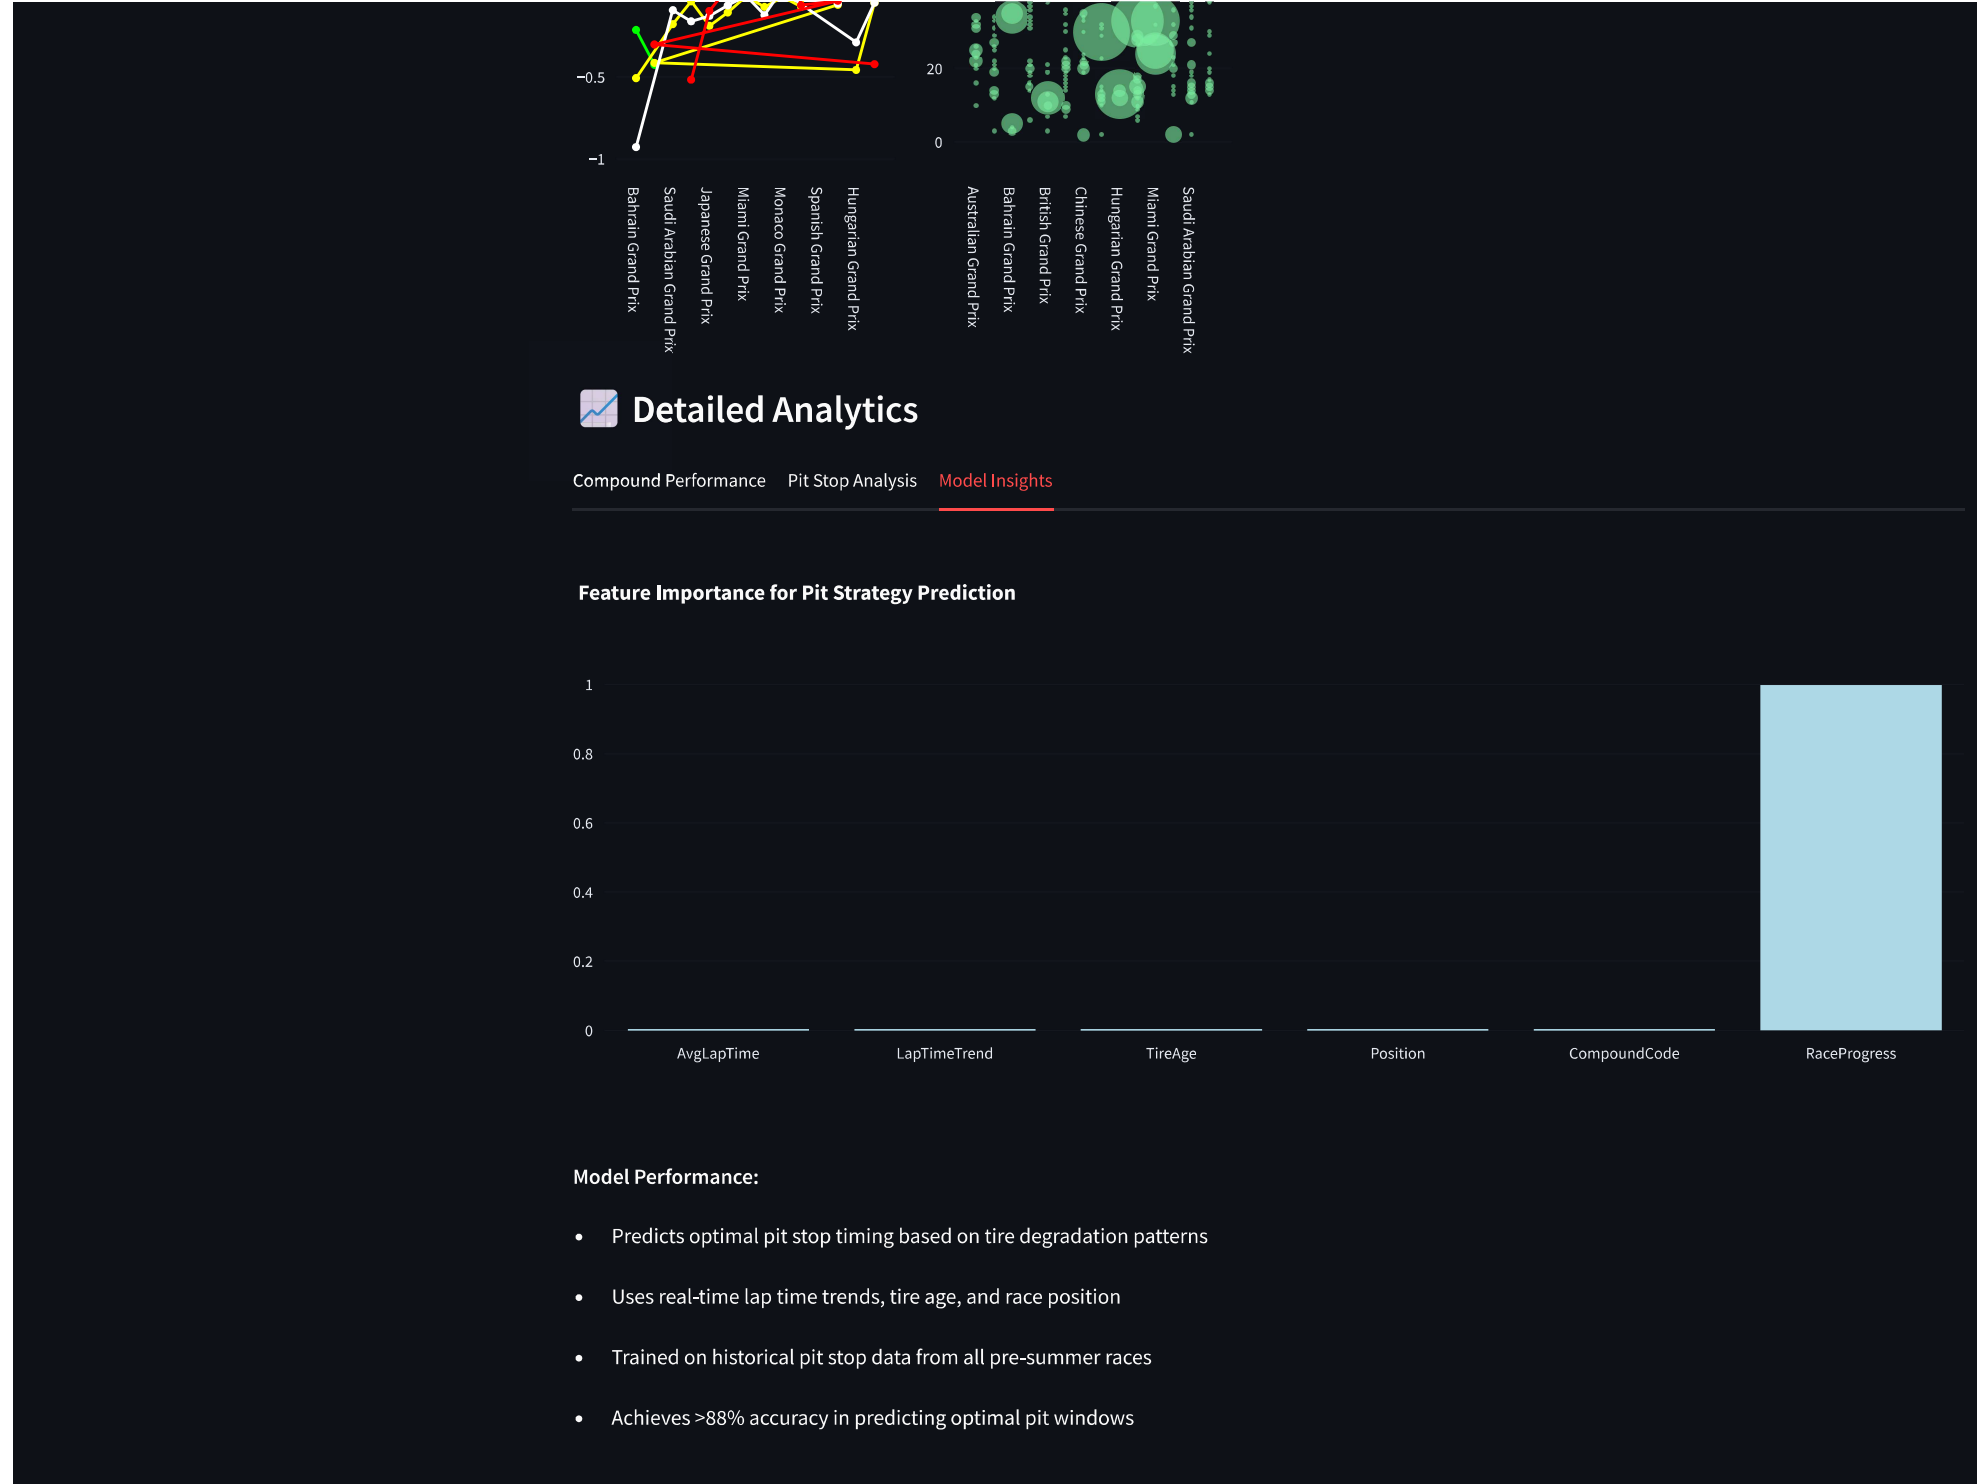 −0.5
−1
20
0
Bahrain Grand Prix
Saudi Arabian Grand Prix
Japanese Grand Prix
Miami Grand Prix
Monaco Grand Prix
Spanish Grand Prix
Hungarian Grand Prix
Australian Grand Prix
Bahrain Grand Prix
British Grand Prix
Chinese Grand Prix
Hungarian Grand Prix
Miami Grand Prix
Saudi Arabian Grand Prix
Detailed Analytics
Compound Performance Pit Stop Analysis Model Insights
Feature Importance for Pit Strategy Prediction
1
0.8
0.6
0.4
0.2
0
AvgLapTime LapTimeTrend TireAge Position CompoundCode RaceProgress
Model Performance:
• Predicts optimal pit stop timing based on tire degradation patterns
• Uses real-time lap time trends, tire age, and race position
• Trained on historical pit stop data from all pre-summer races
• Achieves >88% accuracy in predicting optimal pit windows